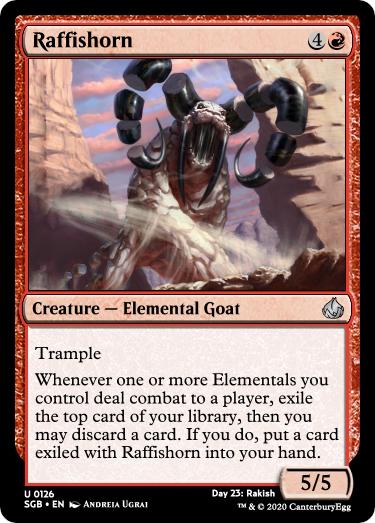 Raffishorn 4
Creature — Elemental Goat
Trample
Whenever one or more Elementals you
control deal combat to a player, exile
the top card of your library, then you
may discard a card. If you do, put a card
exiled with Raffishorn into your hand.
5/5
U 0126
SGB • EN Andreia Ugrai
Day 23: Rakish
™ & © 2020 CanterburyEgg